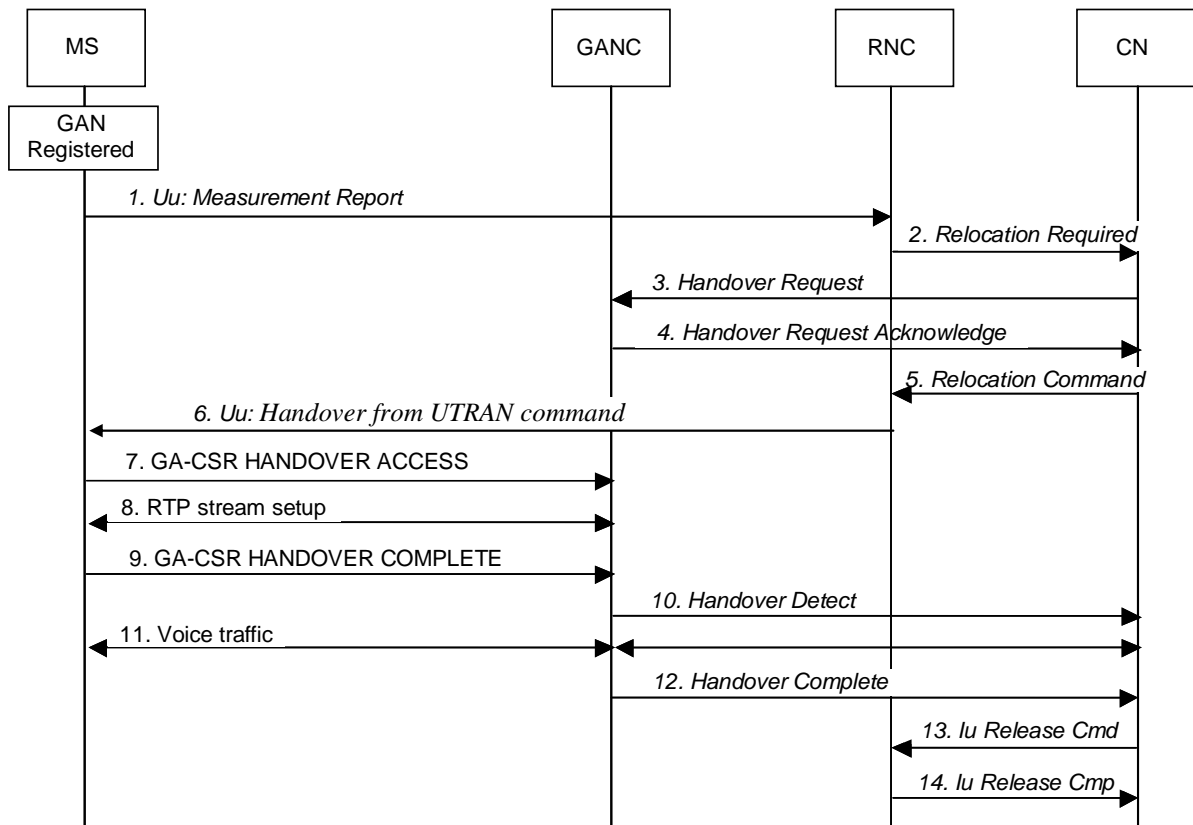 MS
GANC
RNC
CN
GAN
Registered
1. Uu: Measurement Report
2. Relocation Required
3. Handover Request
4. Handover Request Acknowledge
5. Relocation Command
6. Uu: Handover from UTRAN command
7. GA-CSR HANDOVER ACCESS
8. RTP stream setup
9. GA-CSR HANDOVER COMPLETE
10. Handover Detect
11. Voice traffic
12. Handover Complete
13. Iu Release Cmd
14. Iu Release Cmp